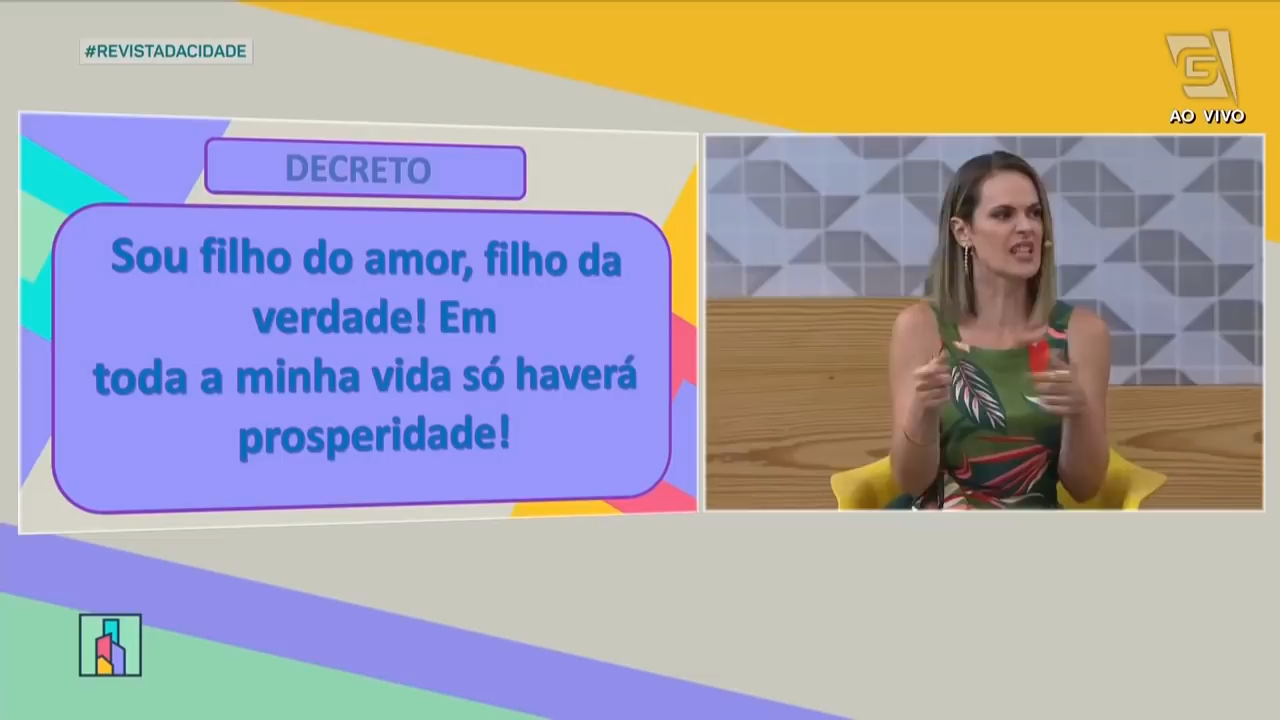 #REVISTADACIDADE
AO VIVO
DECRETO
Sou filho do amor, filho da
verdade! Em
toda a minha vida só haverá
prosperidade!